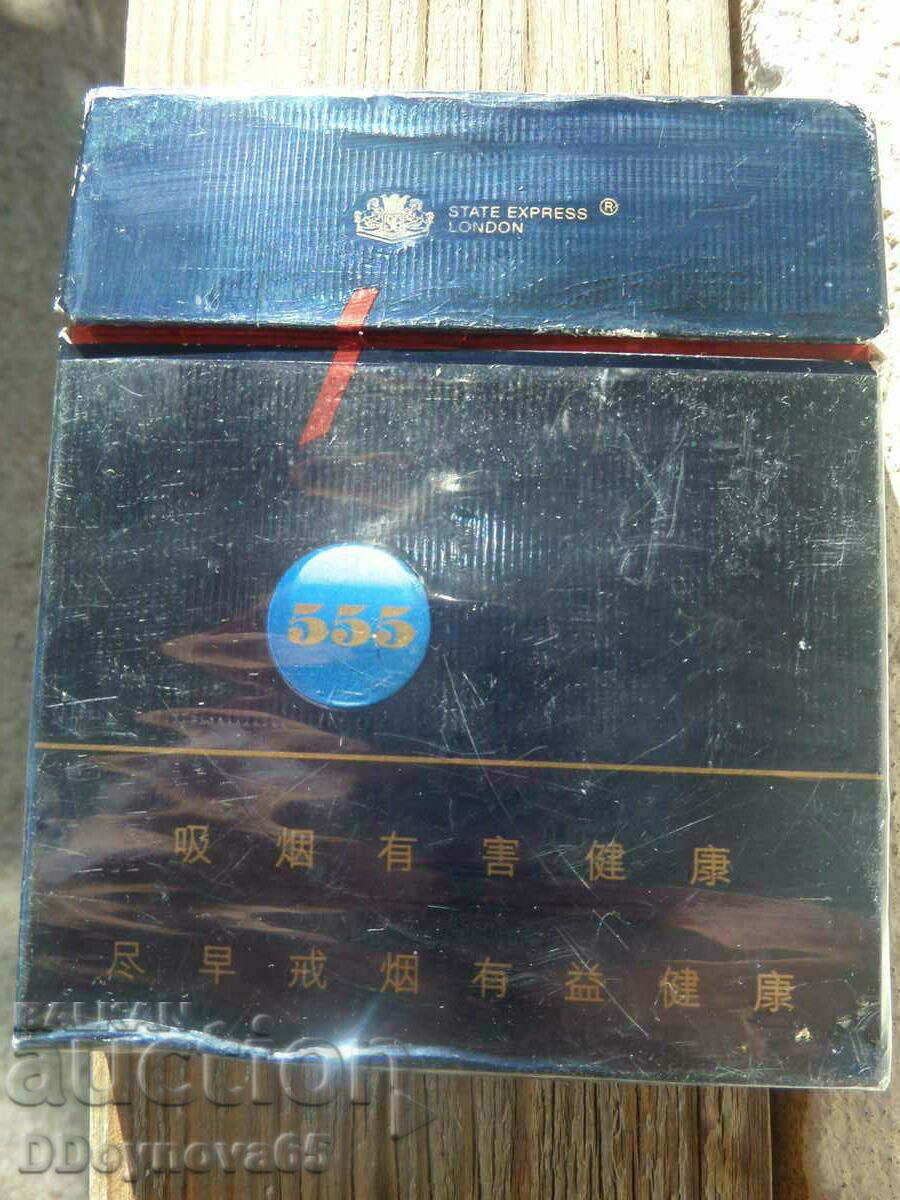 STATE EXPRESS ®
LONDON
555
吸烟有害健康
尽早戒烟有益健康
BALKAN
auction
DDoynova65